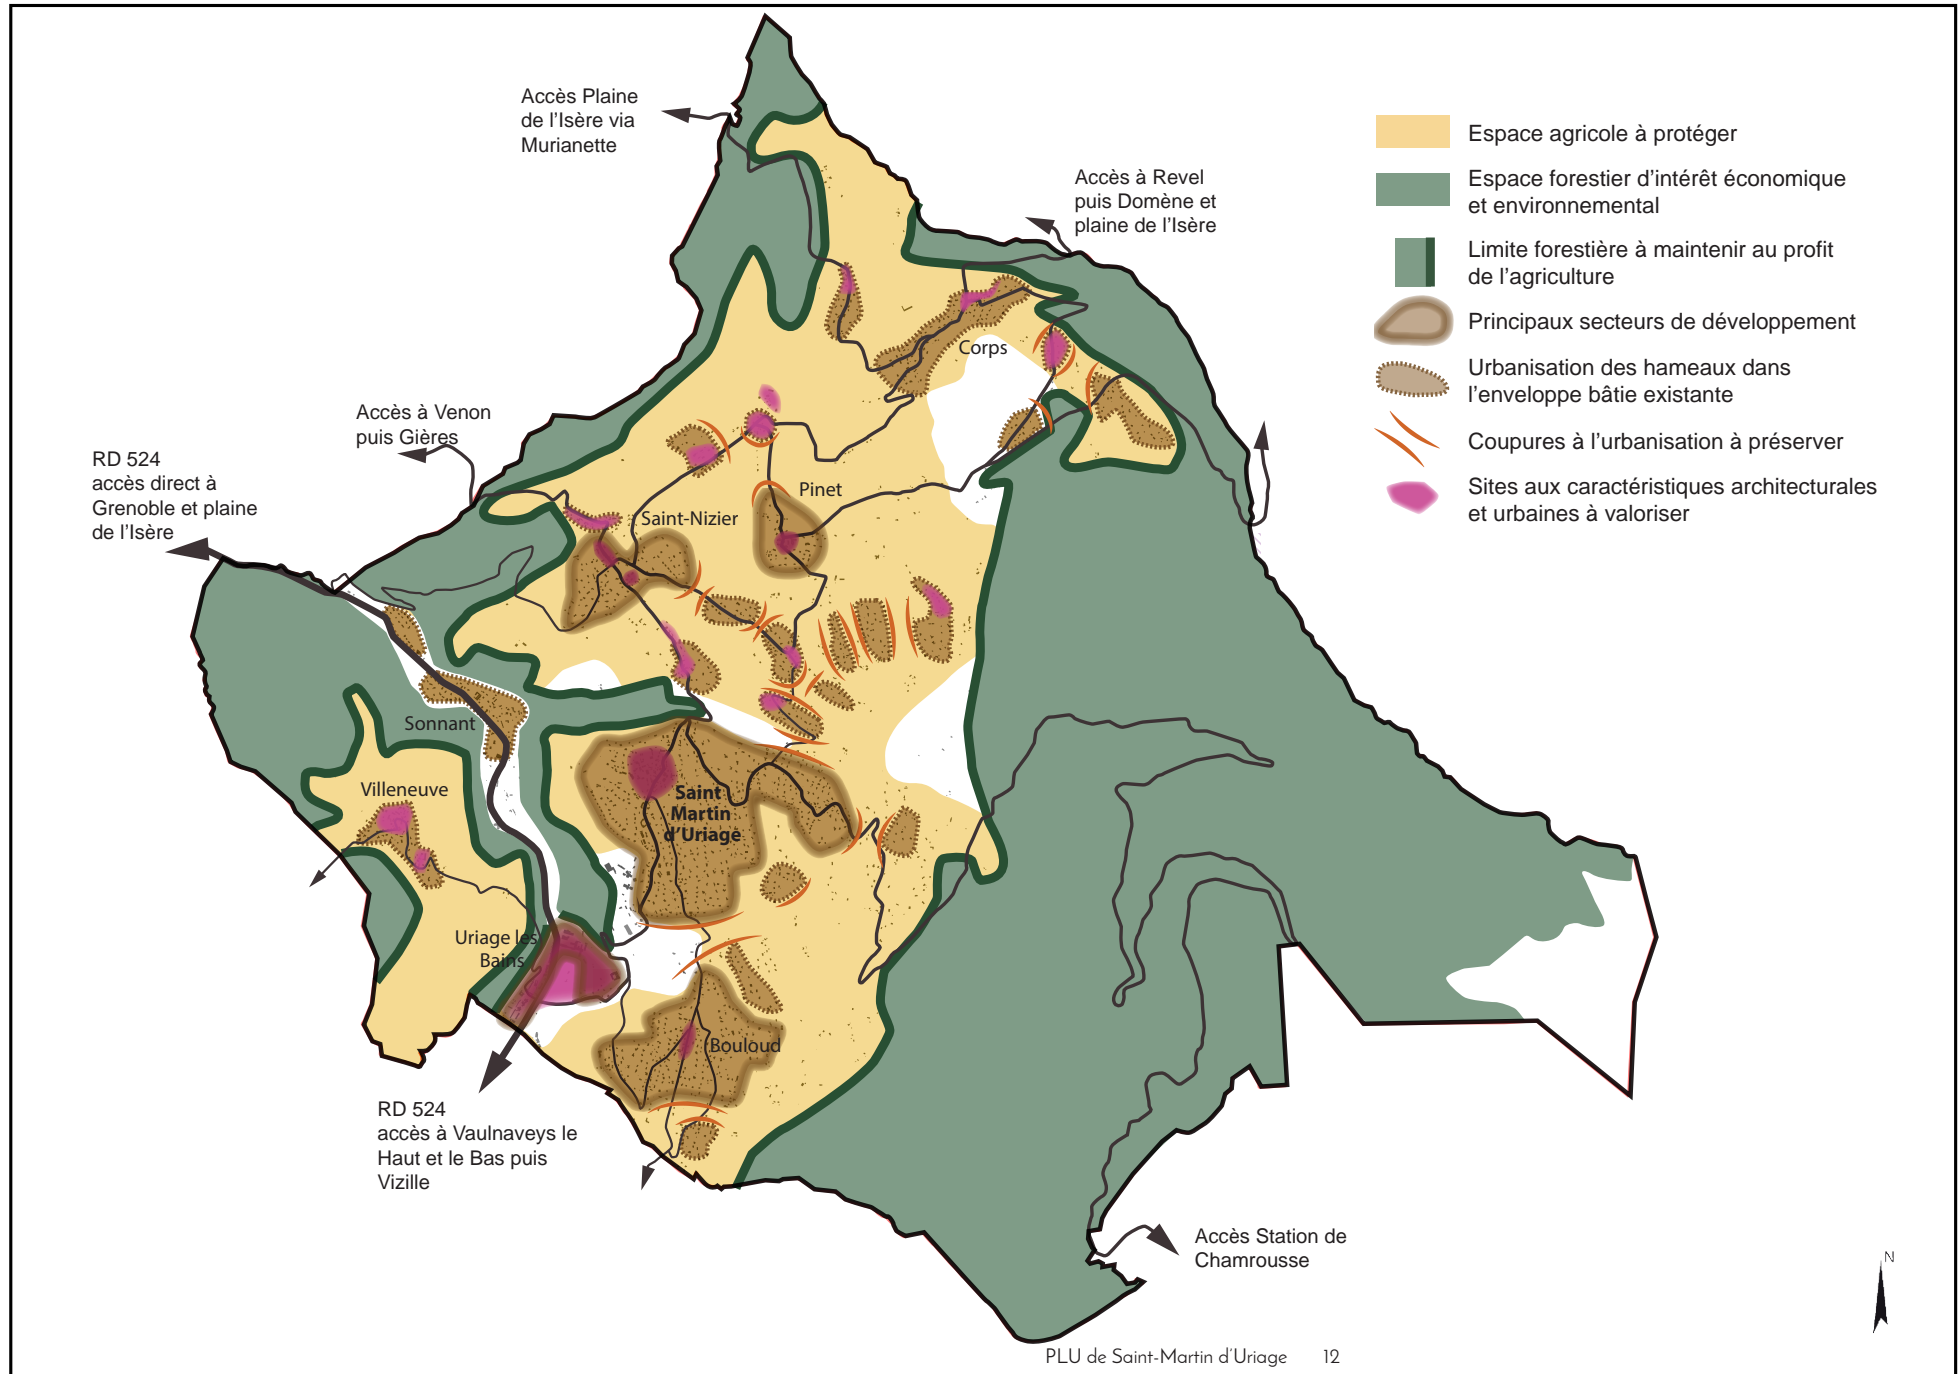 Accès Plaine
de l'Isère via
Murianette
Accès à Revel
puis Domène et
plaine de l'Isère
Accès à Venon
puis Gières
RD 524
accès direct à
Grenoble et plaine
de l'Isère
Corps
Pinet
Saint-Nizier
Sonnant
Villeneuve
Saint
Martin
d'Uriage
Uriage les
Bains
Bouloud
RD 524
accès à Vaulnaveys le
Haut et le Bas puis
Vizille
Accès Station de
Chamrousse
Espace agricole à protéger
Espace forestier d'intérêt économique
et environnemental
Limite forestière à maintenir au profit
de l'agriculture
Principaux secteurs de développement
Urbanisation des hameaux dans
l'enveloppe bâtie existante
Coupures à l'urbanisation à préserver
Sites aux caractéristiques architecturales
et urbaines à valoriser
N
PLU de Saint-Martin d'Uriage 12